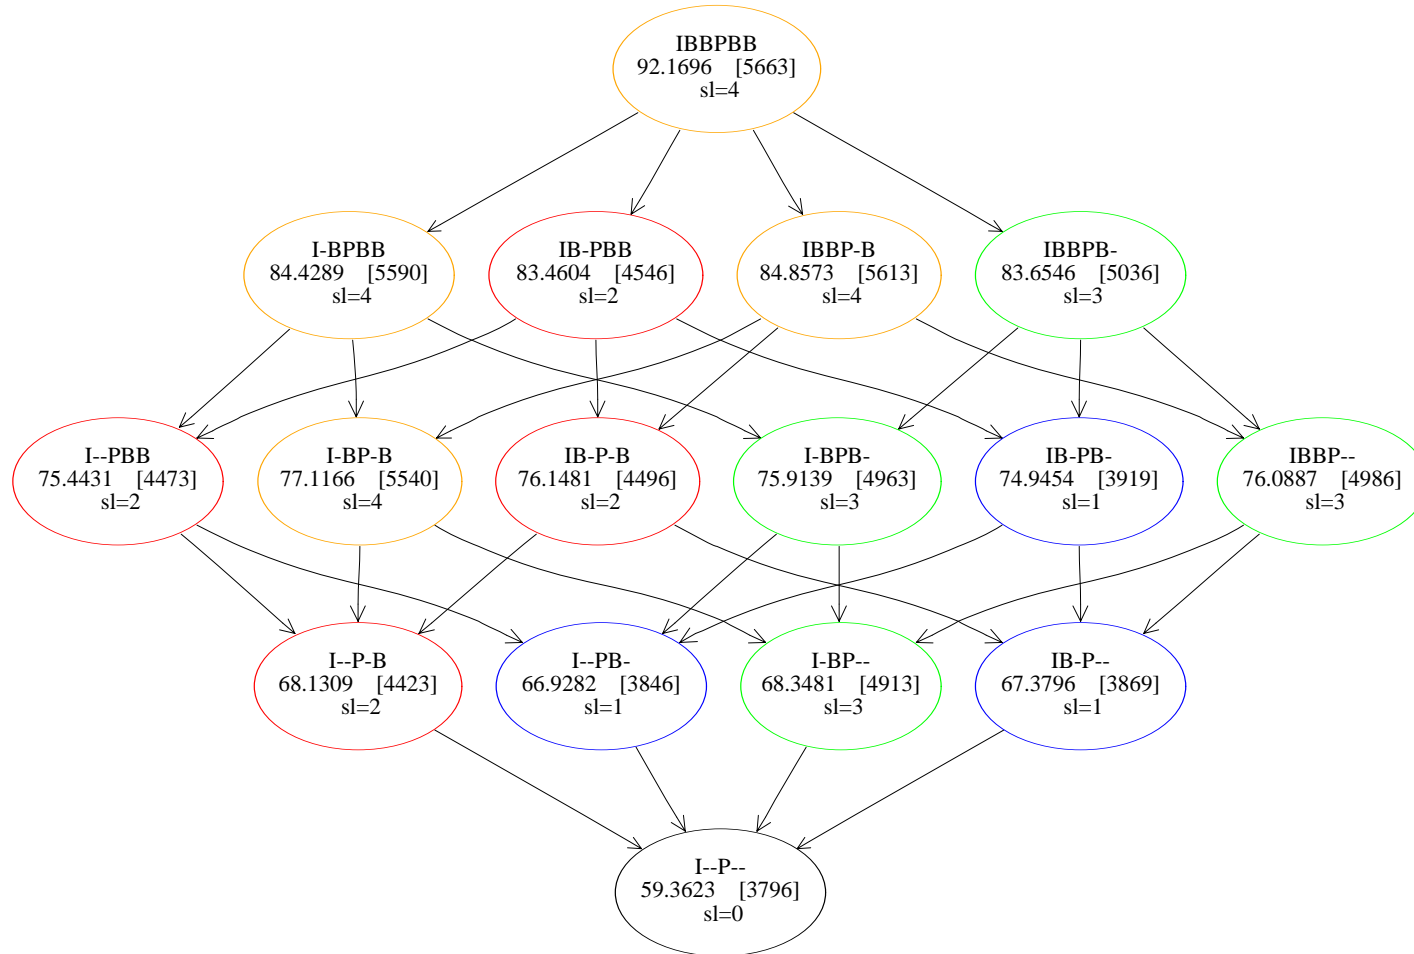 IBBPBB
92.1696 [5663]
sl=4
I-BPBB
84.4289 [5590]
sl=4
IB-PBB
83.4604 [4546]
sl=2
IBBP-B
84.8573 [5613]
sl=4
IBBPB-
83.6546 [5036]
sl=3
I--PBB
75.4431 [4473]
sl=2
I-BP-B
77.1166 [5540]
sl=4
IB-P-B
76.1481 [4496]
sl=2
I-BPB-
75.9139 [4963]
sl=3
IB-PB-
74.9454 [3919]
sl=1
IBBP--
76.0887 [4986]
sl=3
I--P-B
68.1309 [4423]
sl=2
I--PB-
66.9282 [3846]
sl=1
I-BP--
68.3481 [4913]
sl=3
IB-P--
67.3796 [3869]
sl=1
I--P--
59.3623 [3796]
sl=0